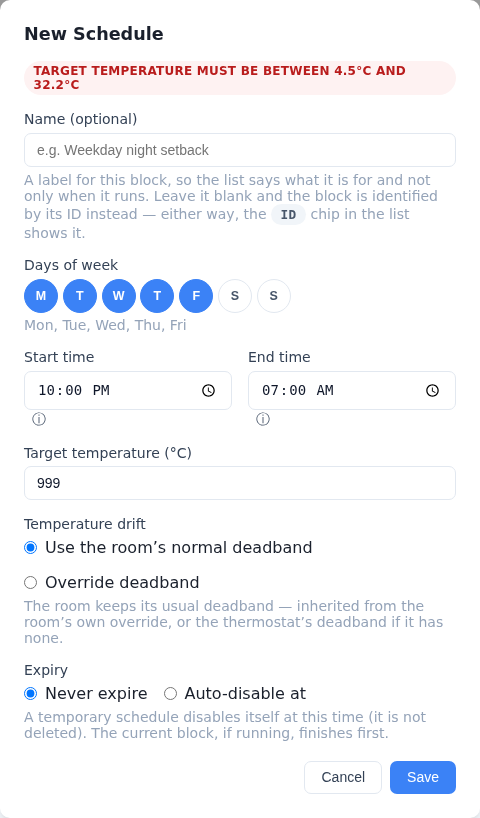 New Schedule
TARGET TEMPERATURE MUST BE BETWEEN 4.5°C AND
32.2°C
Name (optional)
e.g. Weekday night setback
A label for this block, so the list says what it is for and not
only when it runs. Leave it blank and the block is identified
by its ID instead — either way, the ID chip in the list
shows it.
Days of week
M T W T F S S
Mon, Tue, Wed, Thu, Fri
Start time End time
10:00 PM 07:00 AM
ⓘ ⓘ
Target temperature (°C)
999
Temperature drift
Use the room’s normal deadband
Override deadband
The room keeps its usual deadband — inherited from the
room’s own override, or the thermostat’s deadband if it has
none.
Expiry
Never expire Auto-disable at
A temporary schedule disables itself at this time (it is not
deleted). The current block, if running, finishes first.
Cancel Save